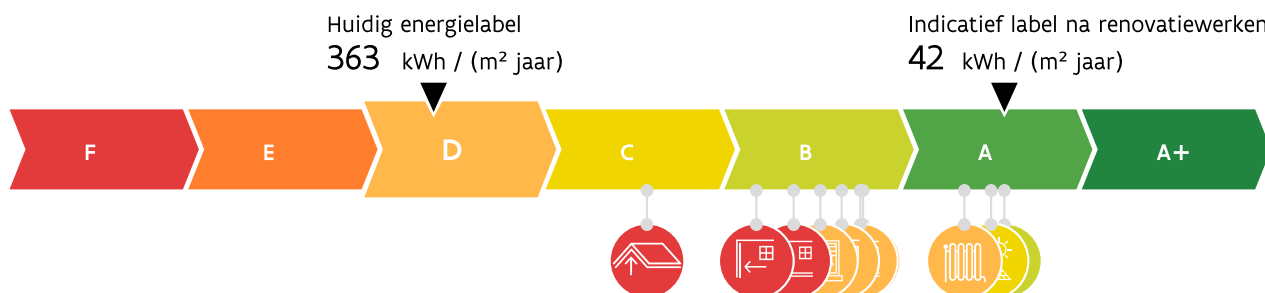 Huidig energielabel
363 kWh / (m² jaar)
Indicatief label na renovatiewerken
42 kWh / (m² jaar)
F E D C B A A+